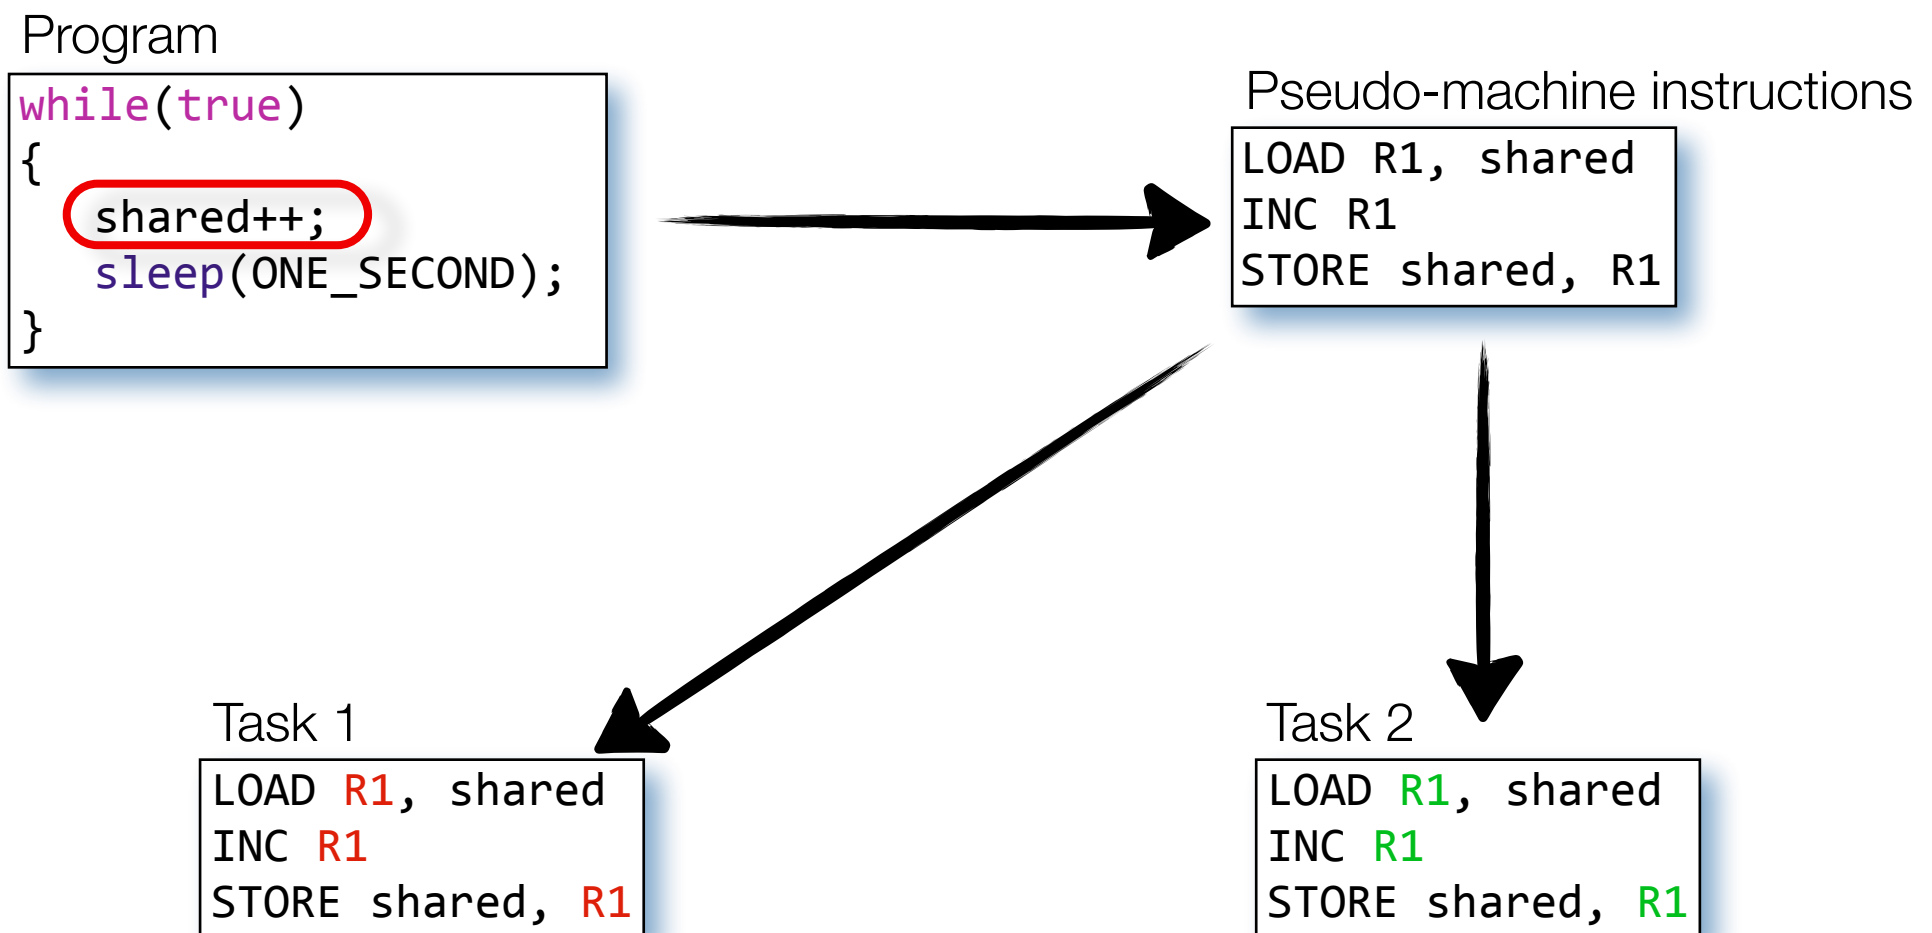 Program
while(true)
{
shared++;
sleep(ONE_SECOND);
}
Pseudo-machine instructions
LOAD R1, shared
INC R1
STORE shared, R1
Task 1
LOAD R1, shared
INC R1
STORE shared, R1
Task 2
LOAD R1, shared
INC R1
STORE shared, R1